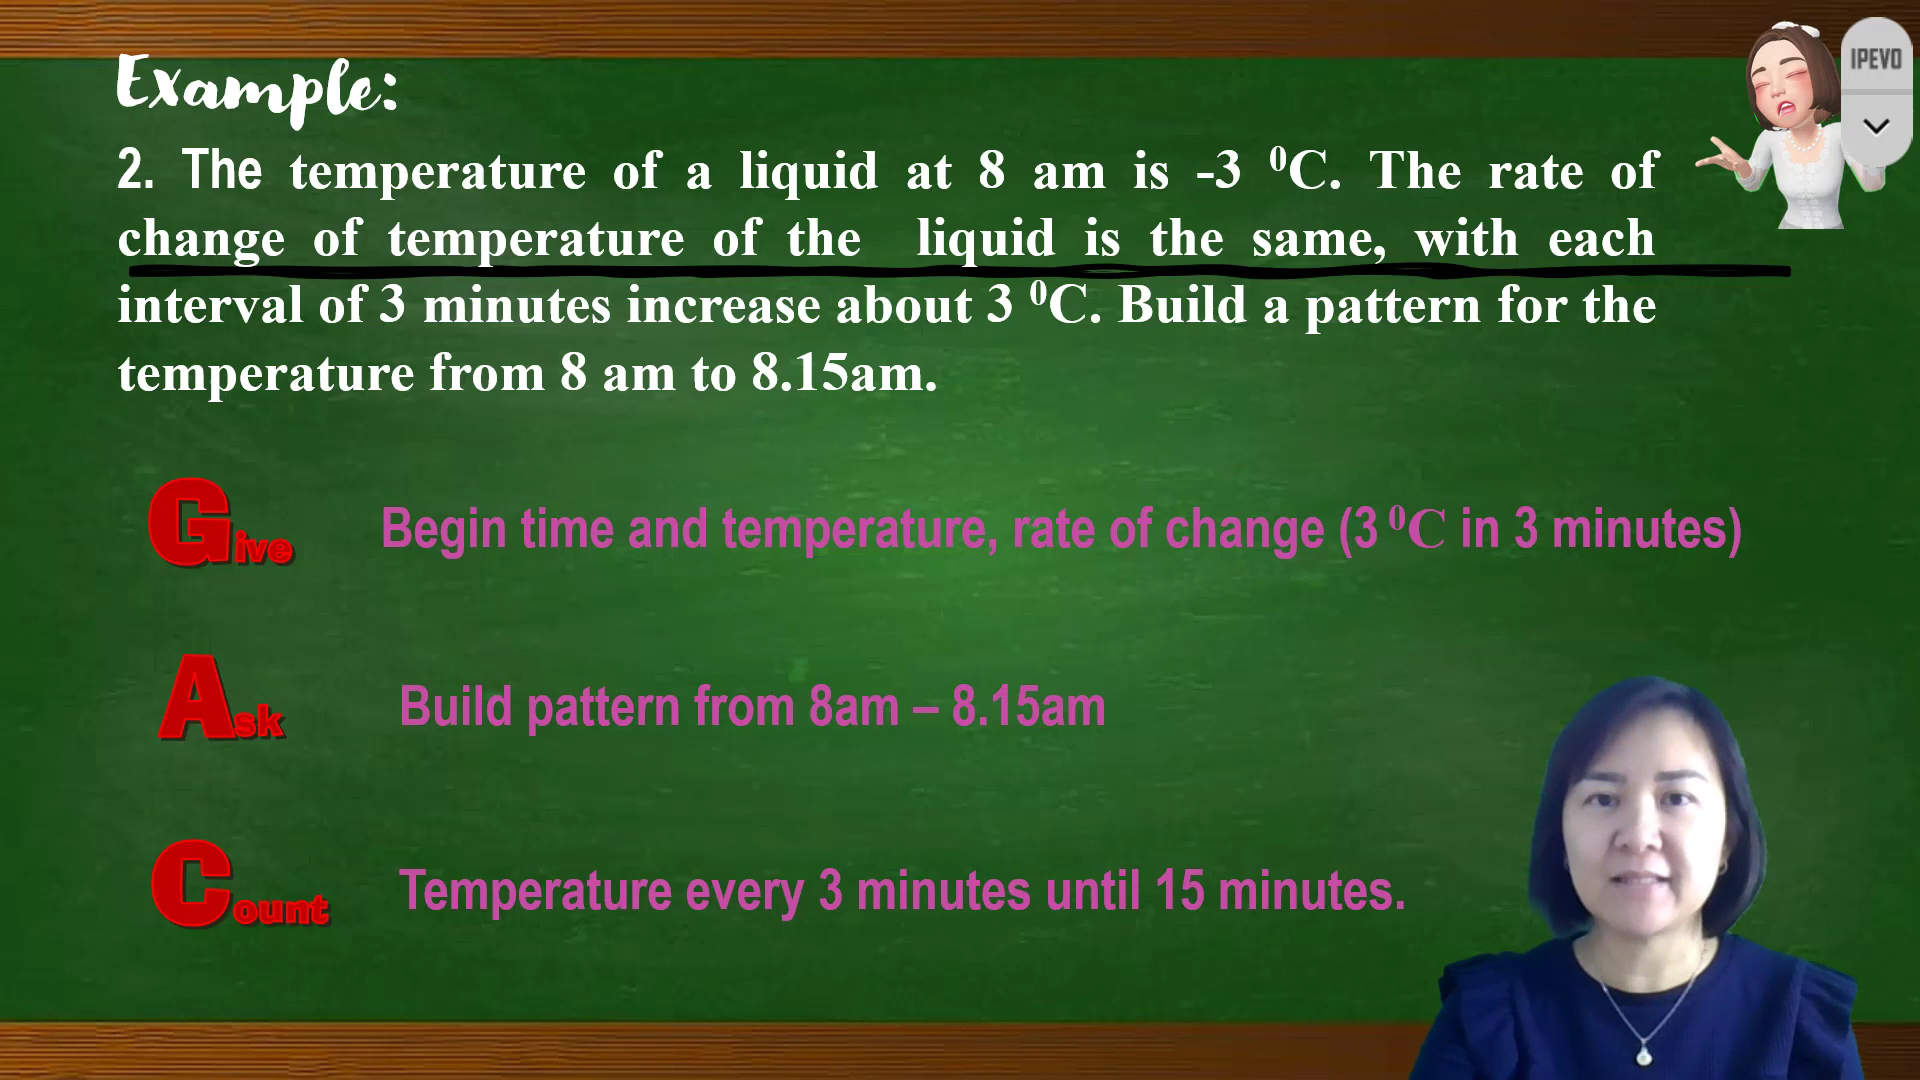 Example:
2. The temperature of a liquid at 8 am is -3 ⁰C. The rate of
change of temperature of the liquid is the same, with each
interval of 3 minutes increase about 3 ⁰C. Build a pattern for the
temperature from 8 am to 8.15am.
Give Begin time and temperature, rate of change (3 ⁰C in 3 minutes)
Ask Build pattern from 8am – 8.15am
Count Temperature every 3 minutes until 15 minutes.
IPEVO